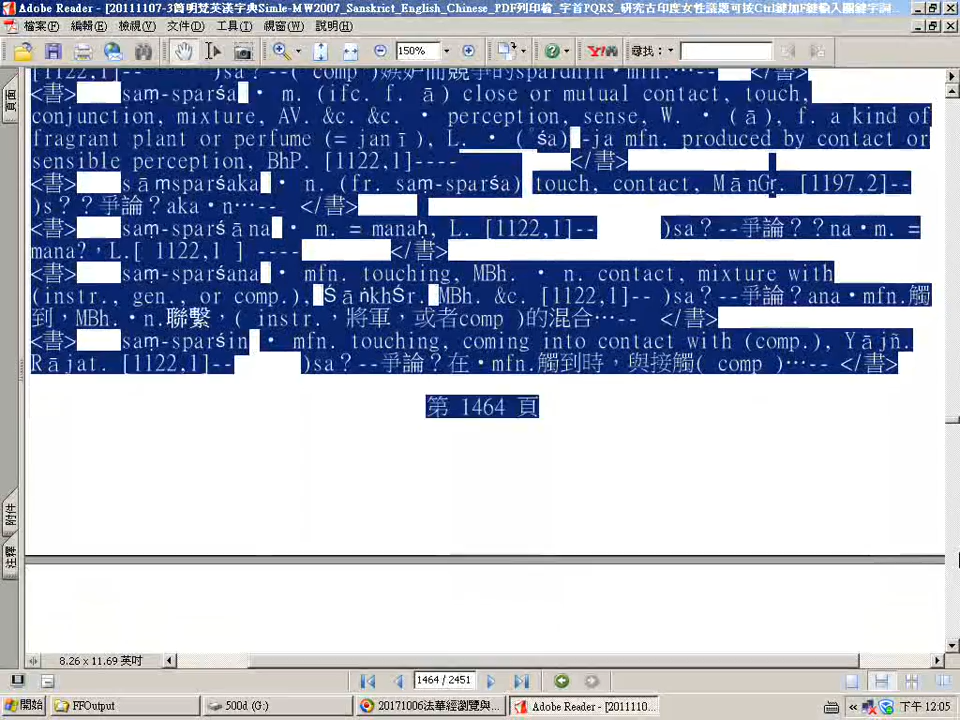 Adobe Reader - [20111107-3簡明梵英漢字典Simle-MW2007_Sanskrict_English_Chinese_PDF列印檔_字首PQRS_研究古印度女性議題可按Ctrl鍵加F鍵輸入關鍵字詞
檔案(F) 編輯(E) 檢視(V) 文件(D) 工具(T) 視窗(W) 說明(H)
150% 尋找：
頁面
<書> saṃ-sparśa • m. (ifc. f. ā) close or mutual contact, touch,
conjunction, mixture, AV. &c. &c. • perception, sense, W. • (ā), f. a kind of
fragrant plant or perfume (= janī), L. • (°śa) -ja mfn. produced by contact or
sensible perception, BhP. [1122,1]---- </書>
<書> sāṃsparśaka • n. (fr. saṃ-sparśa) touch, contact, MānGṛ. [1197,2]--
)s？？爭論？aka•n…-- </書>
<書> saṃ-sparśāna • m. = manaḥ, L. [1122,1]-- )sa？--爭論？？na•m. =
mana?，L.[ 1122,1 ] ---- </書>
<書> saṃ-sparśana • mfn. touching, MBh. • n. contact, mixture with
(instr., gen., or comp.), ŚāṅkhŚr. MBh. &c. [1122,1]-- )sa？--爭論？ana•mfn.觸
到，MBh.•n.聯繫，( instr.，將軍，或者comp )的混合…-- </書>
<書> saṃ-sparśin • mfn. touching, coming into contact with (comp.), Yājñ.
Rājat. [1122,1]-- )sa？--爭論？在•mfn.觸到時，與接觸( comp )…-- </書>
第 1464 頁
附件
注釋
8.26 x 11.69 英吋
1464 / 2451
開始 FFOutput 500d (G:) 20171006法華經瀏覽與... Adobe Reader - [2011110... 下午 12:05